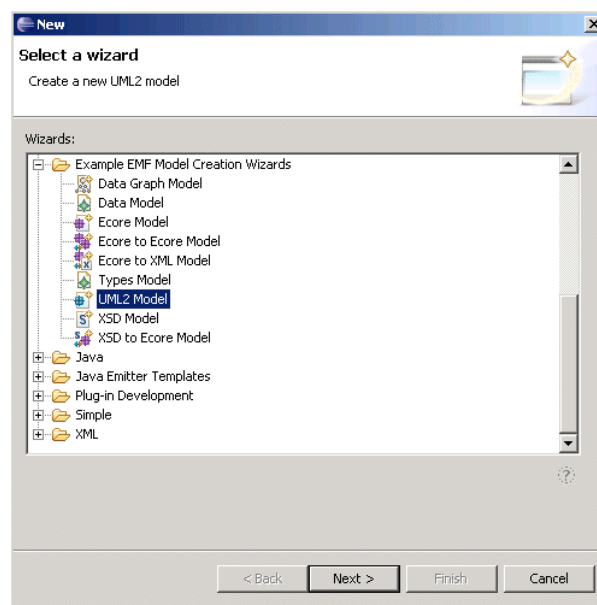 New
Select a wizard
Create a new UML2 model
Wizards:
Example EMF Model Creation Wizards
Data Graph Model
Data Model
Ecore Model
Ecore to Ecore Model
Ecore to XML Model
Types Model
UML2 Model
XSD Model
XSD to Ecore Model
Java
Java Emitter Templates
Plug-in Development
Simple
XML
< Back Next > Finish Cancel